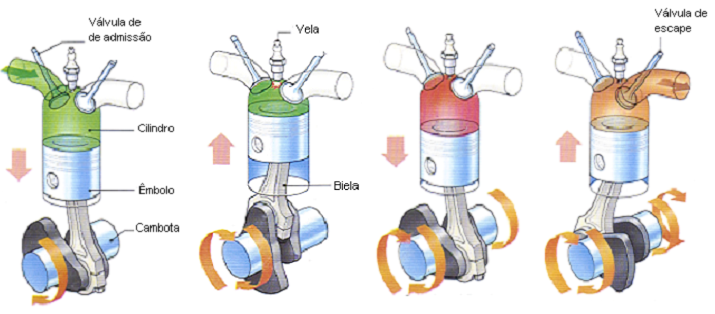 Válvula de
de admissão
Vela
Válvula de
escape
Cilindro
Êmbolo
Biela
Cambota